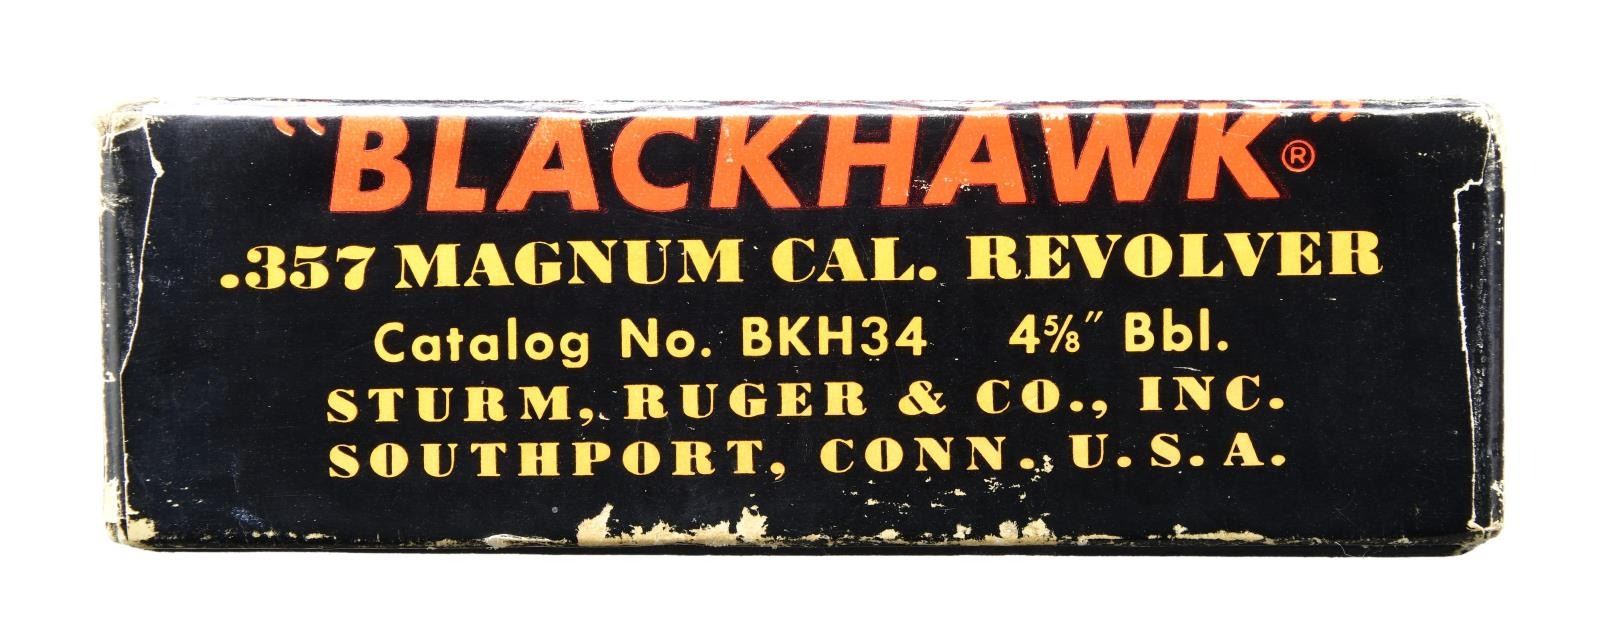 "BLACKHAWK"®
.357 MAGNUM CAL. REVOLVER
Catalog No. BKH34 4⅝" Bbl.
STURM, RUGER & CO., INC.
SOUTHPORT, CONN. U.S.A.